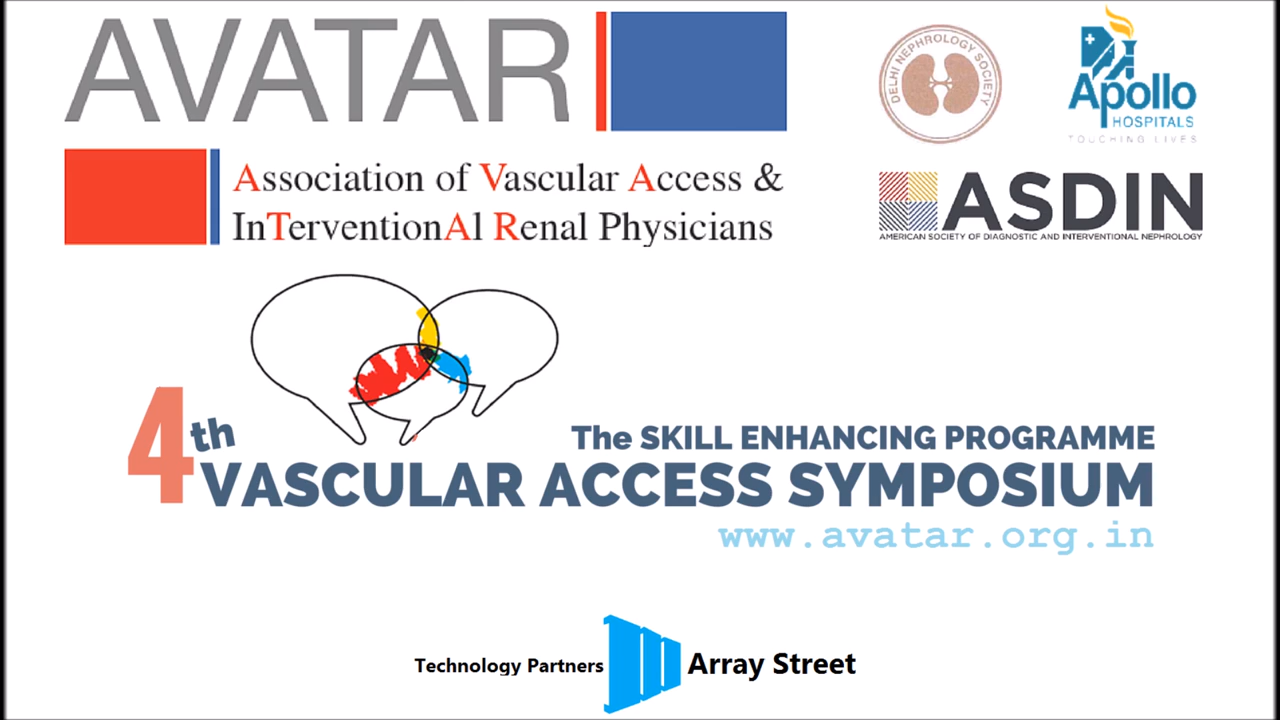 AVATAR
Association of Vascular Access &
InTerventionAl Renal Physicians
DELHI NEPHROLOGY SOCIETY
Apollo
HOSPITALS
TOUCHING LIVES
ASDIN
AMERICAN SOCIETY OF DIAGNOSTIC AND INTERVENTIONAL NEPHROLOGY
4th
The SKILL ENHANCING PROGRAMME
VASCULAR ACCESS SYMPOSIUM
www.avatar.org.in
Technology Partners
Array Street